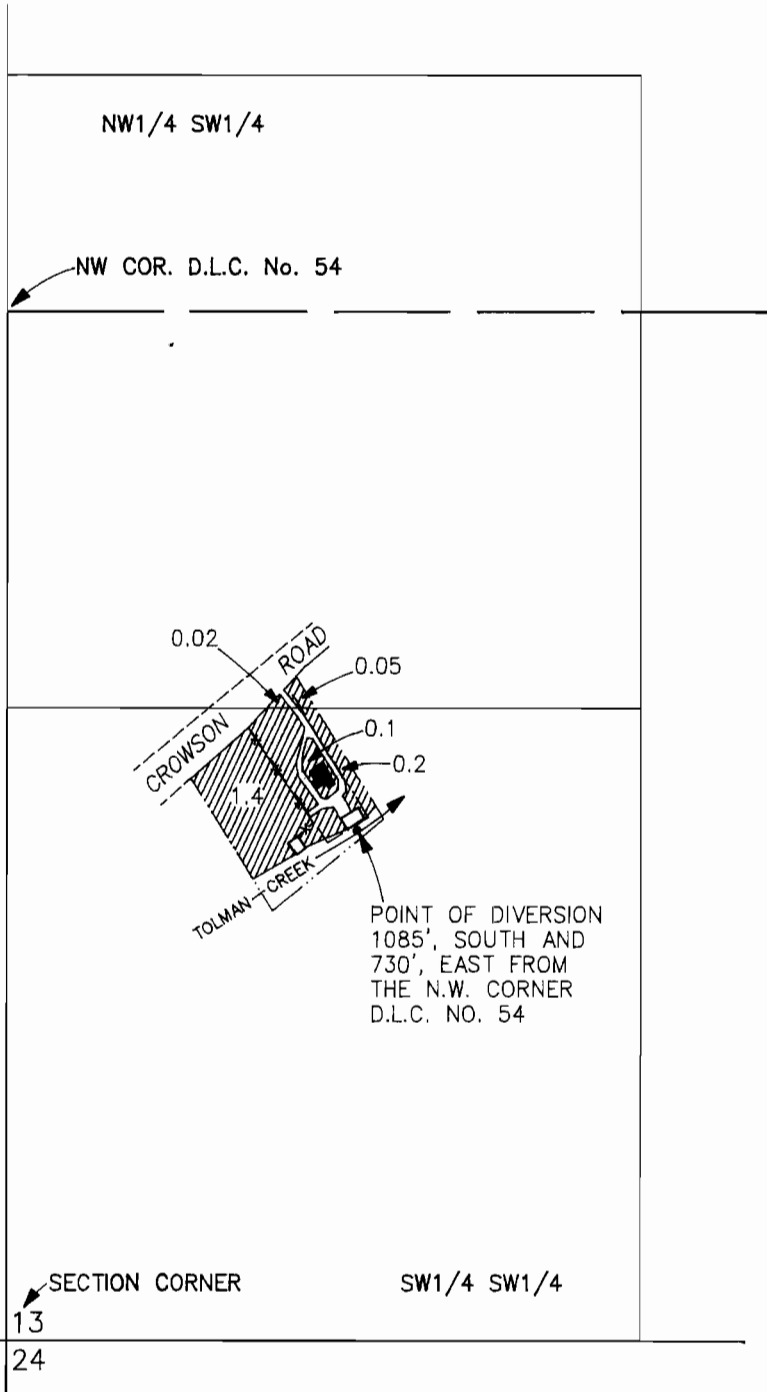 NW1/4 SW1/4
NW COR. D.L.C. No. 54
0.02
ROAD
0.05
CROWSON
0.1
0.2
1.4
TOLMAN CREEK
POINT OF DIVERSION
1085', SOUTH AND
730', EAST FROM
THE N.W. CORNER
D.L.C. NO. 54
SECTION CORNER
SW1/4 SW1/4
13
24